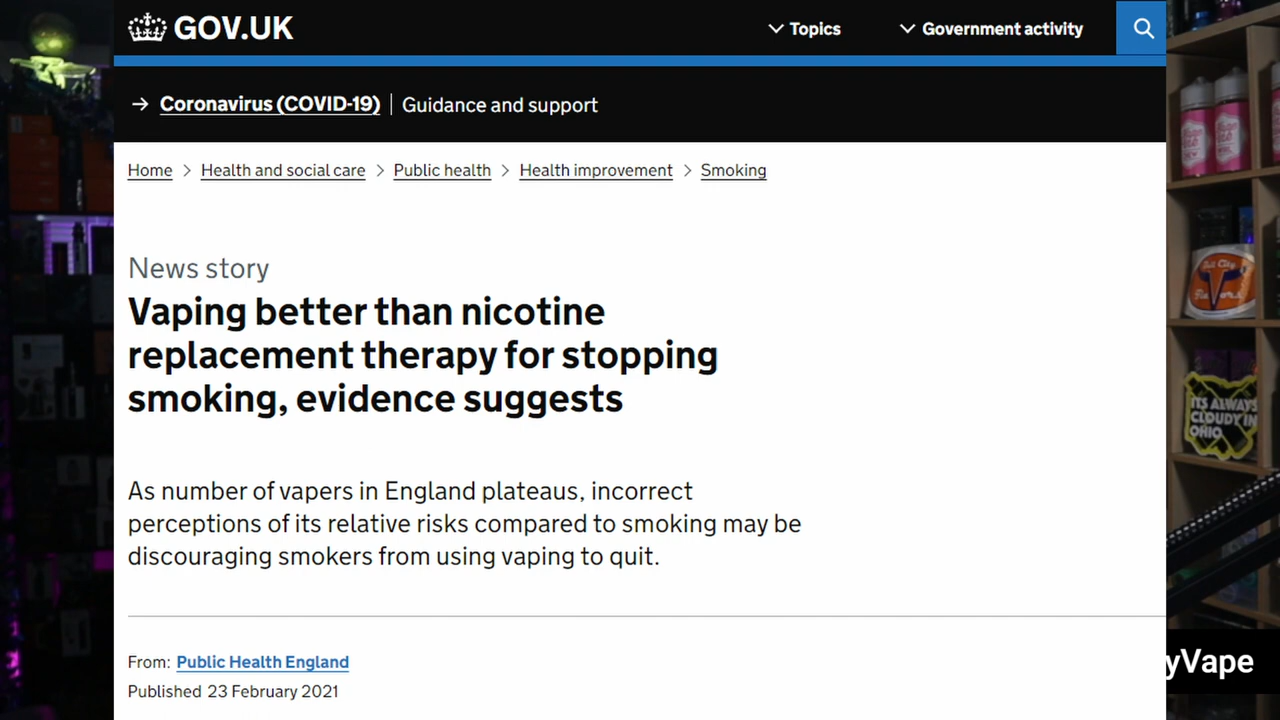 GOV.UK
Topics
Government activity
→ Coronavirus (COVID-19) | Guidance and support
Home > Health and social care > Public health > Health improvement > Smoking
News story
Vaping better than nicotine
replacement therapy for stopping
smoking, evidence suggests
As number of vapers in England plateaus, incorrect
perceptions of its relative risks compared to smoking may be
discouraging smokers from using vaping to quit.
From: Public Health England
Published 23 February 2021
ITS ALWAYS
CLOUDY IN
OHIO
yVape